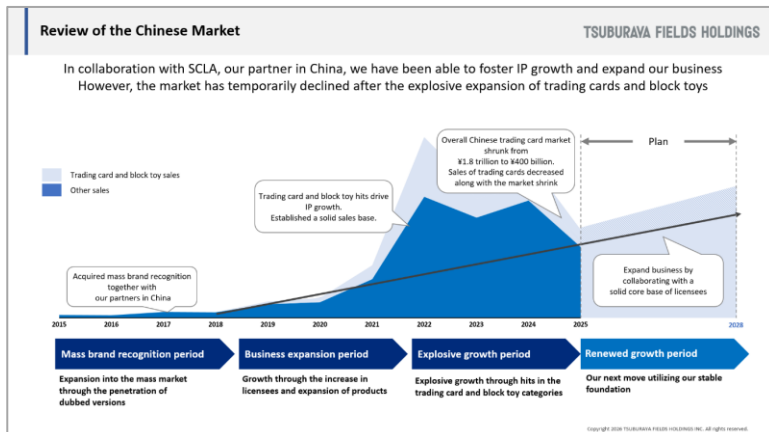 Review of the Chinese Market
TSUBURAYA FIELDS HOLDINGS
In collaboration with SCLA, our partner in China, we have been able to foster IP growth and expand our business
However, the market has temporarily declined after the explosive expansion of trading cards and block toys
Trading card and block toy sales
Other sales
Acquired mass brand recognition
together with
our partners in China
Trading card and block toy hits drive
IP growth.
Established a solid sales base.
Overall Chinese trading card market
shrunk from
¥1.8 trillion to ¥400 billion.
Sales of trading cards decreased
along with the market shrink
Plan
Expand business by
collaborating with a
solid core base of licensees
2015 2016 2017 2018 2019 2020 2021 2022 2023 2024 2025 2028
Mass brand recognition period
Expansion into the mass market
through the penetration of
dubbed versions
Business expansion period
Growth through the increase in
licensees and expansion of products
Explosive growth period
Explosive growth through hits in the
trading card and block toy categories
Renewed growth period
Our next move utilizing our stable
foundation
Copyright 2026 TSUBURAYA FIELDS HOLDINGS INC. All rights reserved.